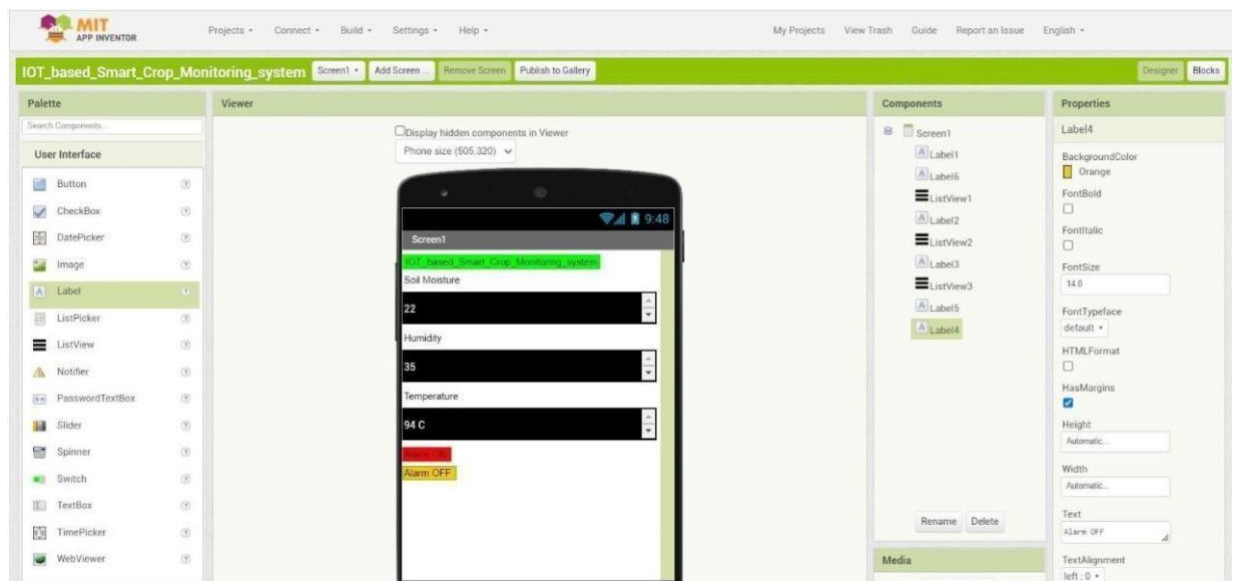 MIT
APP INVENTOR
Projects
Connect
Build
Settings
Help
My Projects
View Trash
Guide
Report an Issue
English
IOT_based_Smart_Crop_Monitoring_system
Screen1
Add Screen ...
Remove Screen
Publish to Gallery
Designer
Blocks
Palette
Search Components...
User Interface
Button
CheckBox
DatePicker
Image
Label
ListPicker
ListView
Notifier
PasswordTextBox
Slider
Spinner
Switch
TextBox
TimePicker
WebViewer
Viewer
Display hidden components in Viewer
Phone size (505,320)
9:48
Screen1
IOT_based_Smart_Crop_Monitoring_system
Soil Moisture
22
Humidity
35
Temperature
94 C
Alarm ON
Alarm OFF
Components
Screen1
Label1
Label6
ListView1
Label2
ListView2
Label3
ListView3
Label5
Label4
Rename
Delete
Media
Properties
Label4
BackgroundColor
Orange
FontBold
FontItalic
FontSize
14.0
FontTypeface
default
HTMLFormat
HasMargins
Height
Automatic...
Width
Automatic...
Text
Alarm OFF
TextAlignment
left : 0